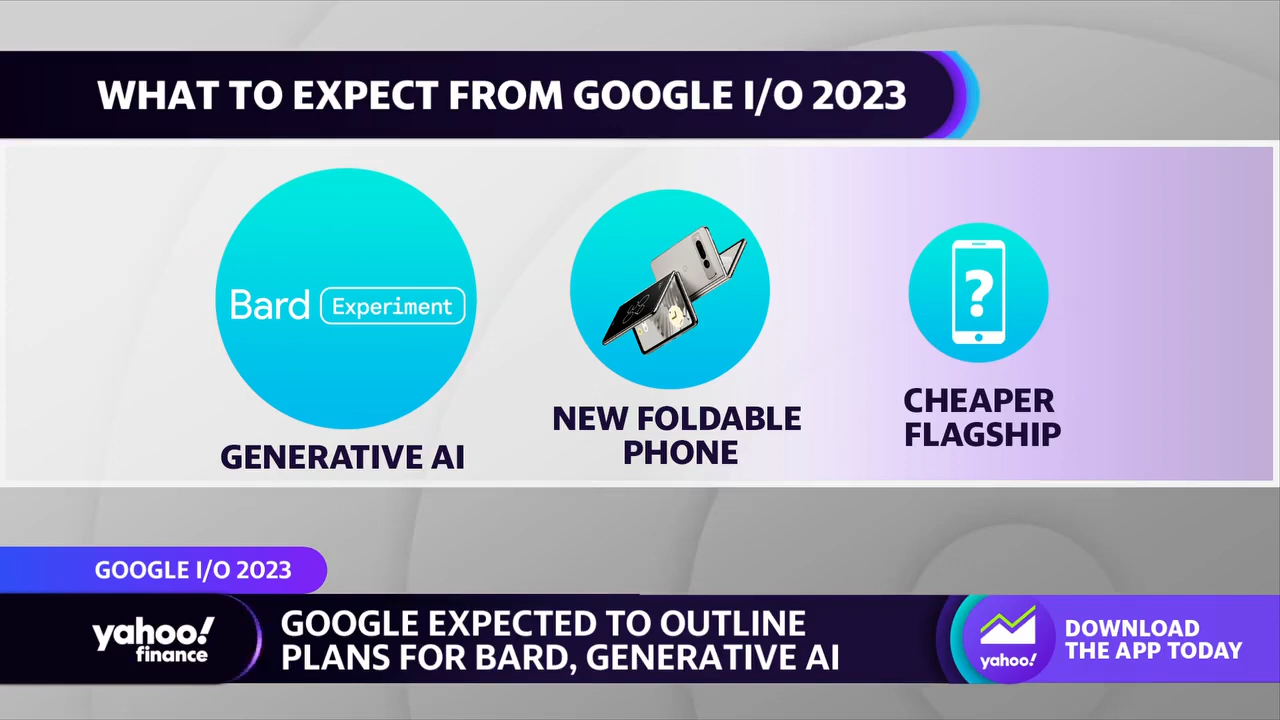 WHAT TO EXPECT FROM GOOGLE I/O 2023
Bard Experiment
GENERATIVE AI
NEW FOLDABLE
PHONE
?
CHEAPER
FLAGSHIP
GOOGLE I/O 2023
yahoo!
finance
GOOGLE EXPECTED TO OUTLINE
PLANS FOR BARD, GENERATIVE AI
yahoo!
DOWNLOAD
THE APP TODAY